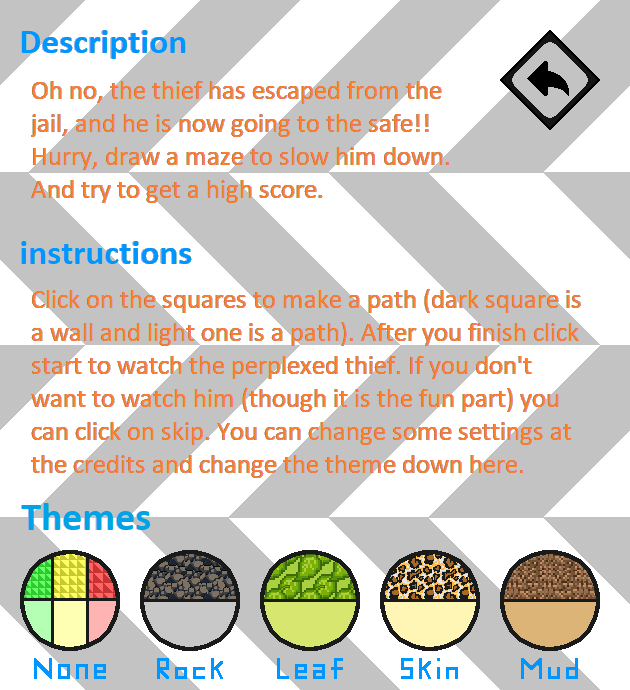 Description
Oh no, the thief has escaped from the
jail, and he is now going to the safe!!
Hurry, draw a maze to slow him down.
And try to get a high score.
instructions
Click on the squares to make a path (dark square is
a wall and light one is a path). After you finish click
start to watch the perplexed thief. If you don't
want to watch him (though it is the fun part) you
can click on skip. You can change some settings at
the credits and change the theme down here.
Themes
None Rock Leaf Skin Mud